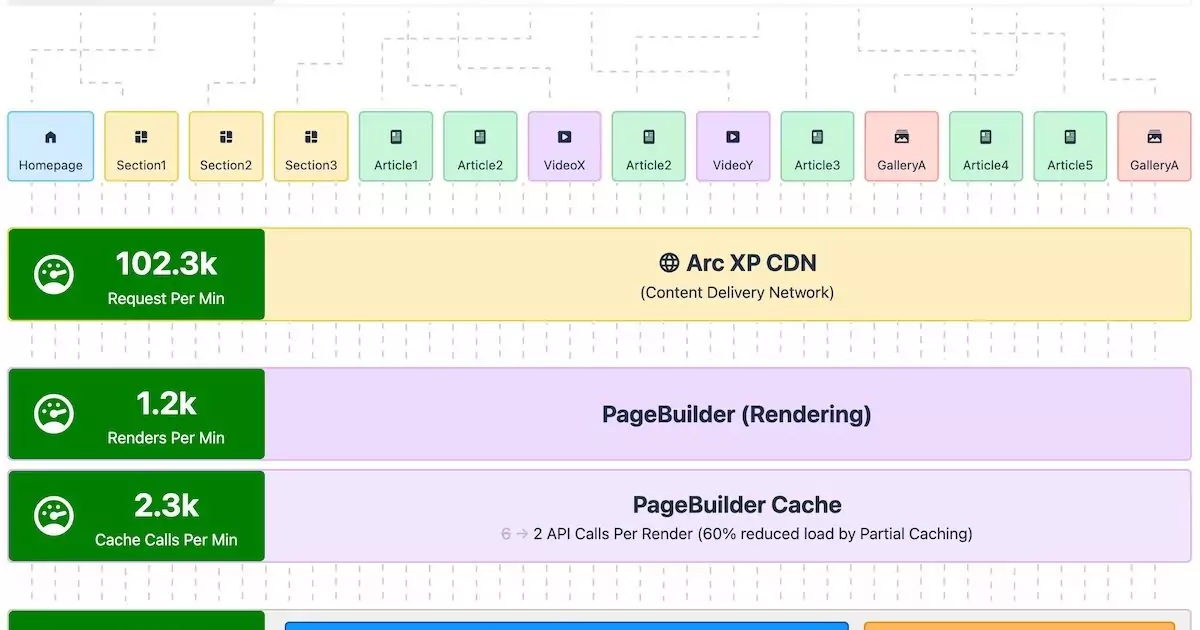 Homepage
Section1
Section2
Section3
Article1
Article2
VideoX
Article2
VideoY
Article3
GalleryA
Article4
Article5
GalleryA
102.3k
Request Per Min
Arc XP CDN
(Content Delivery Network)
1.2k
Renders Per Min
PageBuilder (Rendering)
2.3k
Cache Calls Per Min
PageBuilder Cache
6 → 2 API Calls Per Render (60% reduced load by Partial Caching)